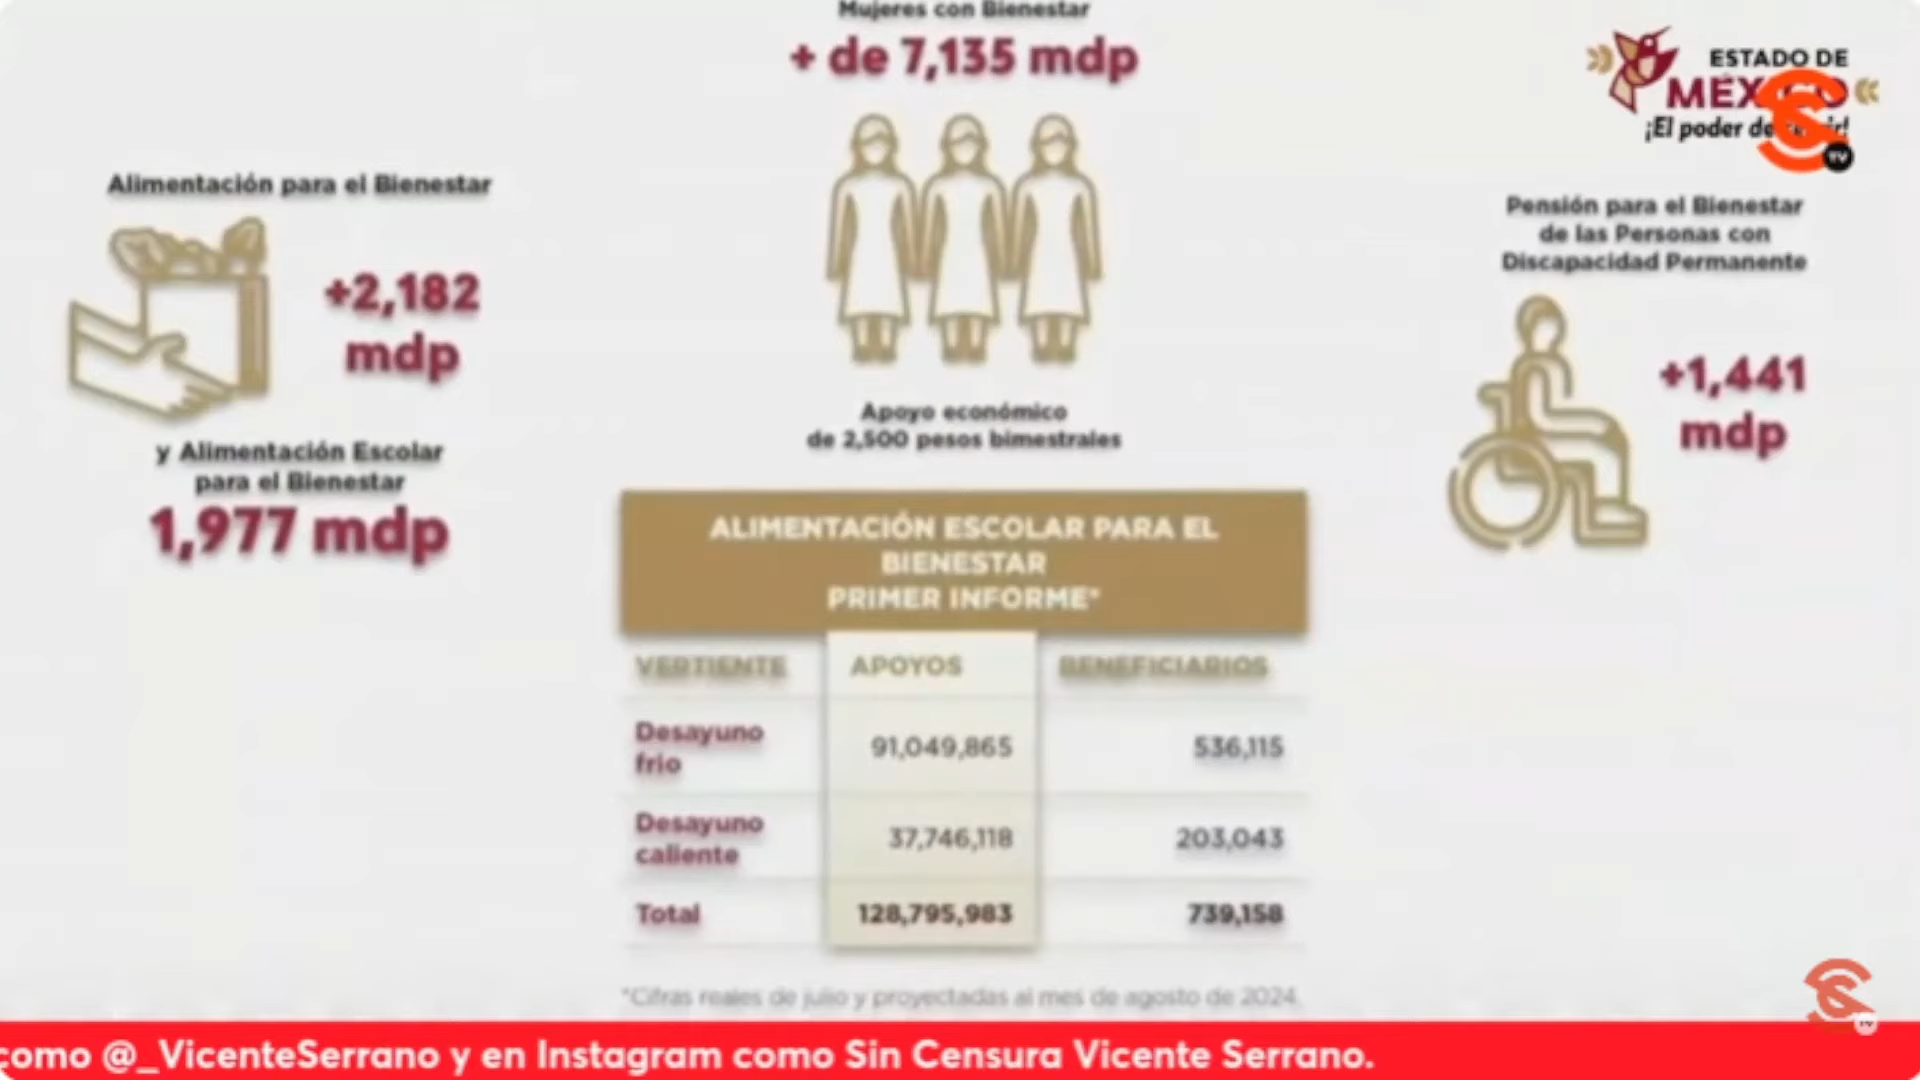 Mujeres con Bienestar
+ de 7,135 mdp
ESTADO DE
MÉXICO
¡El poder de servir!
TV
Alimentación para el Bienestar
+2,182
mdp
y Alimentación Escolar
para el Bienestar
1,977 mdp
Apoyo económico
de 2,500 pesos bimestrales
Pensión para el Bienestar
de las Personas con
Discapacidad Permanente
+1,441
mdp
ALIMENTACIÓN ESCOLAR PARA EL
BIENESTAR
PRIMER INFORME*
VERTIENTE APOYOS BENEFICIARIOS
Desayuno
frio
91,049,865 536,115
Desayuno
caliente
37,746,118 203,043
Total 128,795,983 739,158
*Cifras reales de julio y proyectadas al mes de agosto de 2024.
TV
como @_VicenteSerrano y en Instagram como Sin Censura Vicente Serrano.